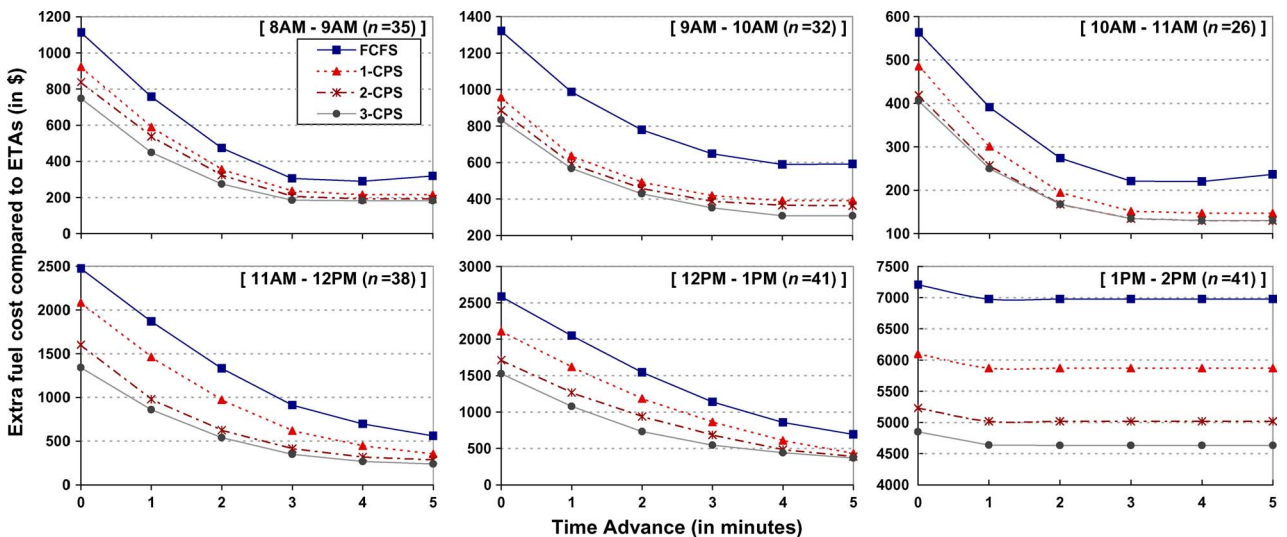 Extra fuel cost compared to ETAs (in $)
[ 8AM - 9AM (n=35) ]
1200
1000
800
600
400
200
0
FCFS
1-CPS
2-CPS
3-CPS
0 1 2 3 4 5
[ 9AM - 10AM (n=32) ]
1400
1200
1000
800
600
400
200
0 1 2 3 4 5
[ 10AM - 11AM (n=26) ]
600
500
400
300
200
100
0 1 2 3 4 5
[ 11AM - 12PM (n=38) ]
2500
2000
1500
1000
500
0
0 1 2 3 4 5
[ 12PM - 1PM (n=41) ]
3000
2500
2000
1500
1000
500
0
0 1 2 3 4 5
[ 1PM - 2PM (n=41) ]
7500
7000
6500
6000
5500
5000
4500
4000
0 1 2 3 4 5
Time Advance (in minutes)